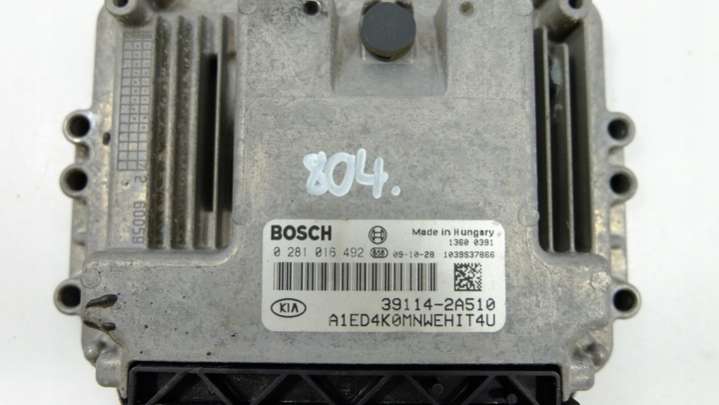 804.
BOSCH Made in Hungary
1360 0391
0 281 016 492 658 09-10-28 1039S37866
39114-2A510
KIA A1ED4K0MNWEHIT4U